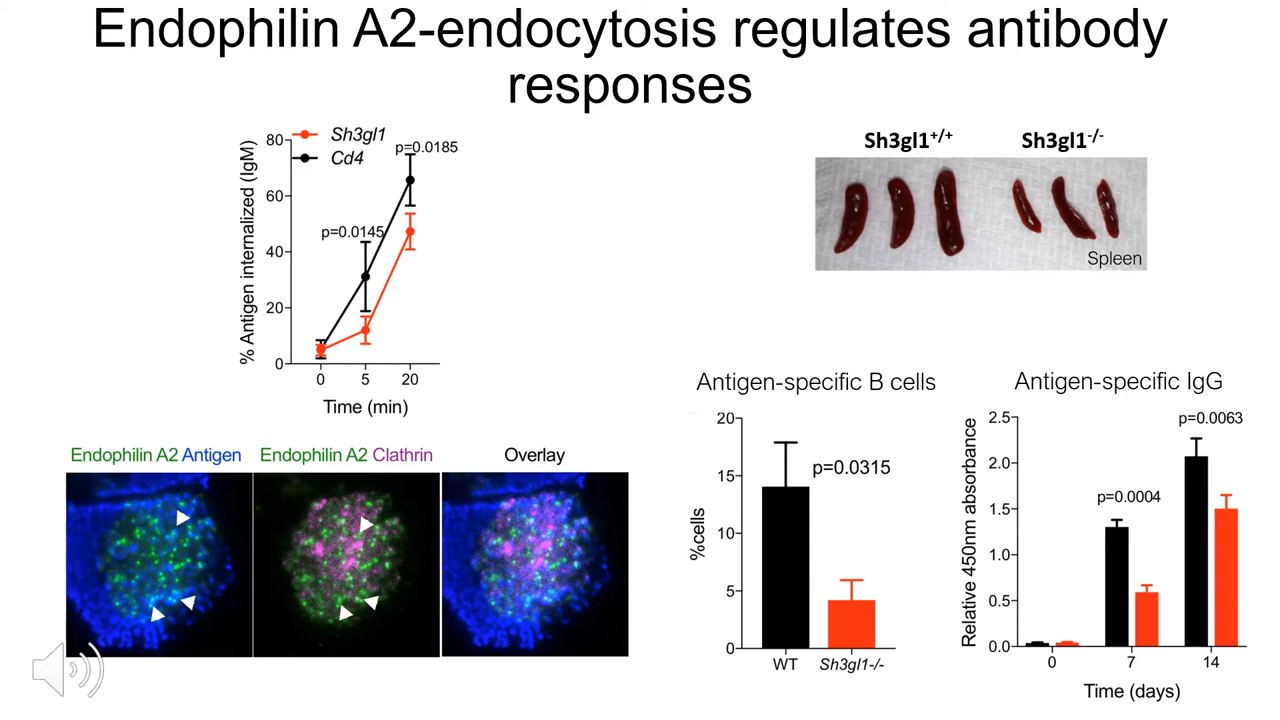 Endophilin A2-endocytosis regulates antibody
responses
Sh3gl1
Cd4
p=0.0185
p=0.0145
% Antigen internalized (IgM)
80
60
40
20
0
0 5 20
Time (min)
Sh3gl1+/+ Sh3gl1-/-
Spleen
Endophilin A2 Antigen
Endophilin A2 Clathrin
Overlay
Antigen-specific B cells
%cells
20
15
10
5
0
p=0.0315
WT Sh3gl1-/-
Antigen-specific IgG
Relative 450nm absorbance
2.5
2.0
1.5
1.0
0.5
0.0
p=0.0063
p=0.0004
0 7 14
Time (days)